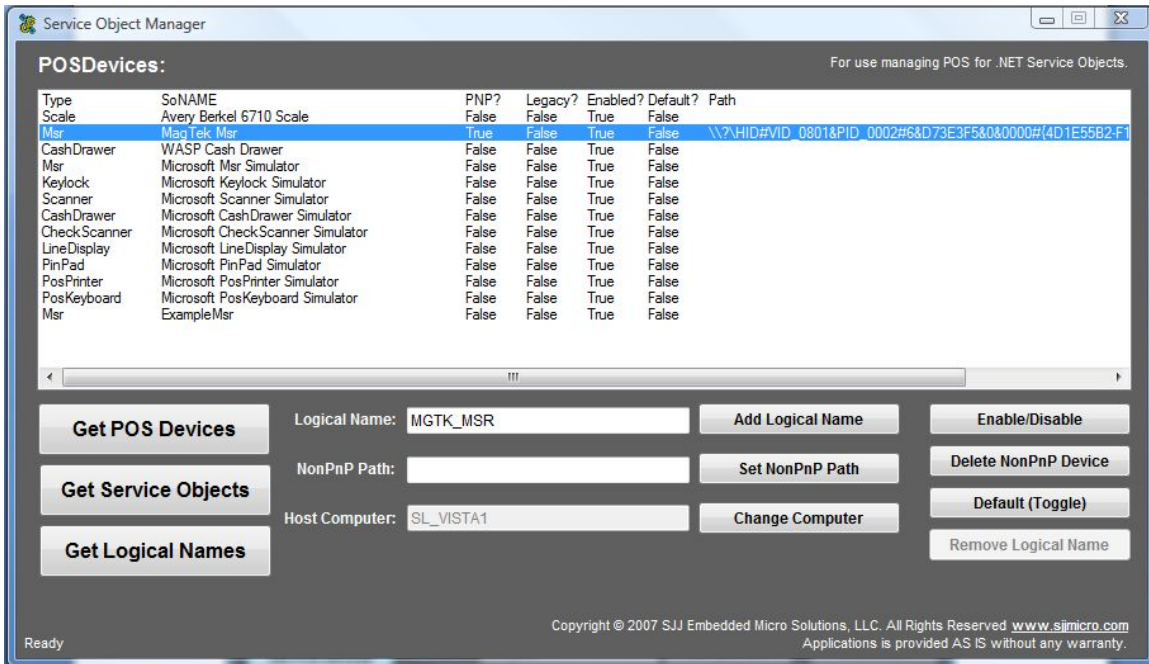 Service Object Manager
POSDevices:
For use managing POS for .NET Service Objects.
Type SoNAME PNP? Legacy? Enabled? Default? Path
Scale Avery Berkel 6710 Scale False False True False
Msr MagTek Msr True False True False \\?\HID#VID_0801&PID_0002#6&D73E3F5&0&0000#{4D1E55B2-F1
CashDrawer WASP Cash Drawer False False True False
Msr Microsoft Msr Simulator False False True False
Keylock Microsoft Keylock Simulator False False True False
Scanner Microsoft Scanner Simulator False False True False
CashDrawer Microsoft CashDrawer Simulator False False True False
CheckScanner Microsoft CheckScanner Simulator False False True False
LineDisplay Microsoft LineDisplay Simulator False False True False
PinPad Microsoft PinPad Simulator False False True False
PosPrinter Microsoft PosPrinter Simulator False False True False
PosKeyboard Microsoft PosKeyboard Simulator False False True False
Msr ExampleMsr False False True False
Get POS Devices
Logical Name: MGTK_MSR
Add Logical Name
Enable/Disable
NonPnP Path:
Set NonPnP Path
Delete NonPnP Device
Get Service Objects
Default (Toggle)
Host Computer: SL_VISTA1
Change Computer
Get Logical Names
Remove Logical Name
Copyright © 2007 SJJ Embedded Micro Solutions, LLC. All Rights Reserved www.sjjmicro.com
Ready
Applications is provided AS IS without any warranty.